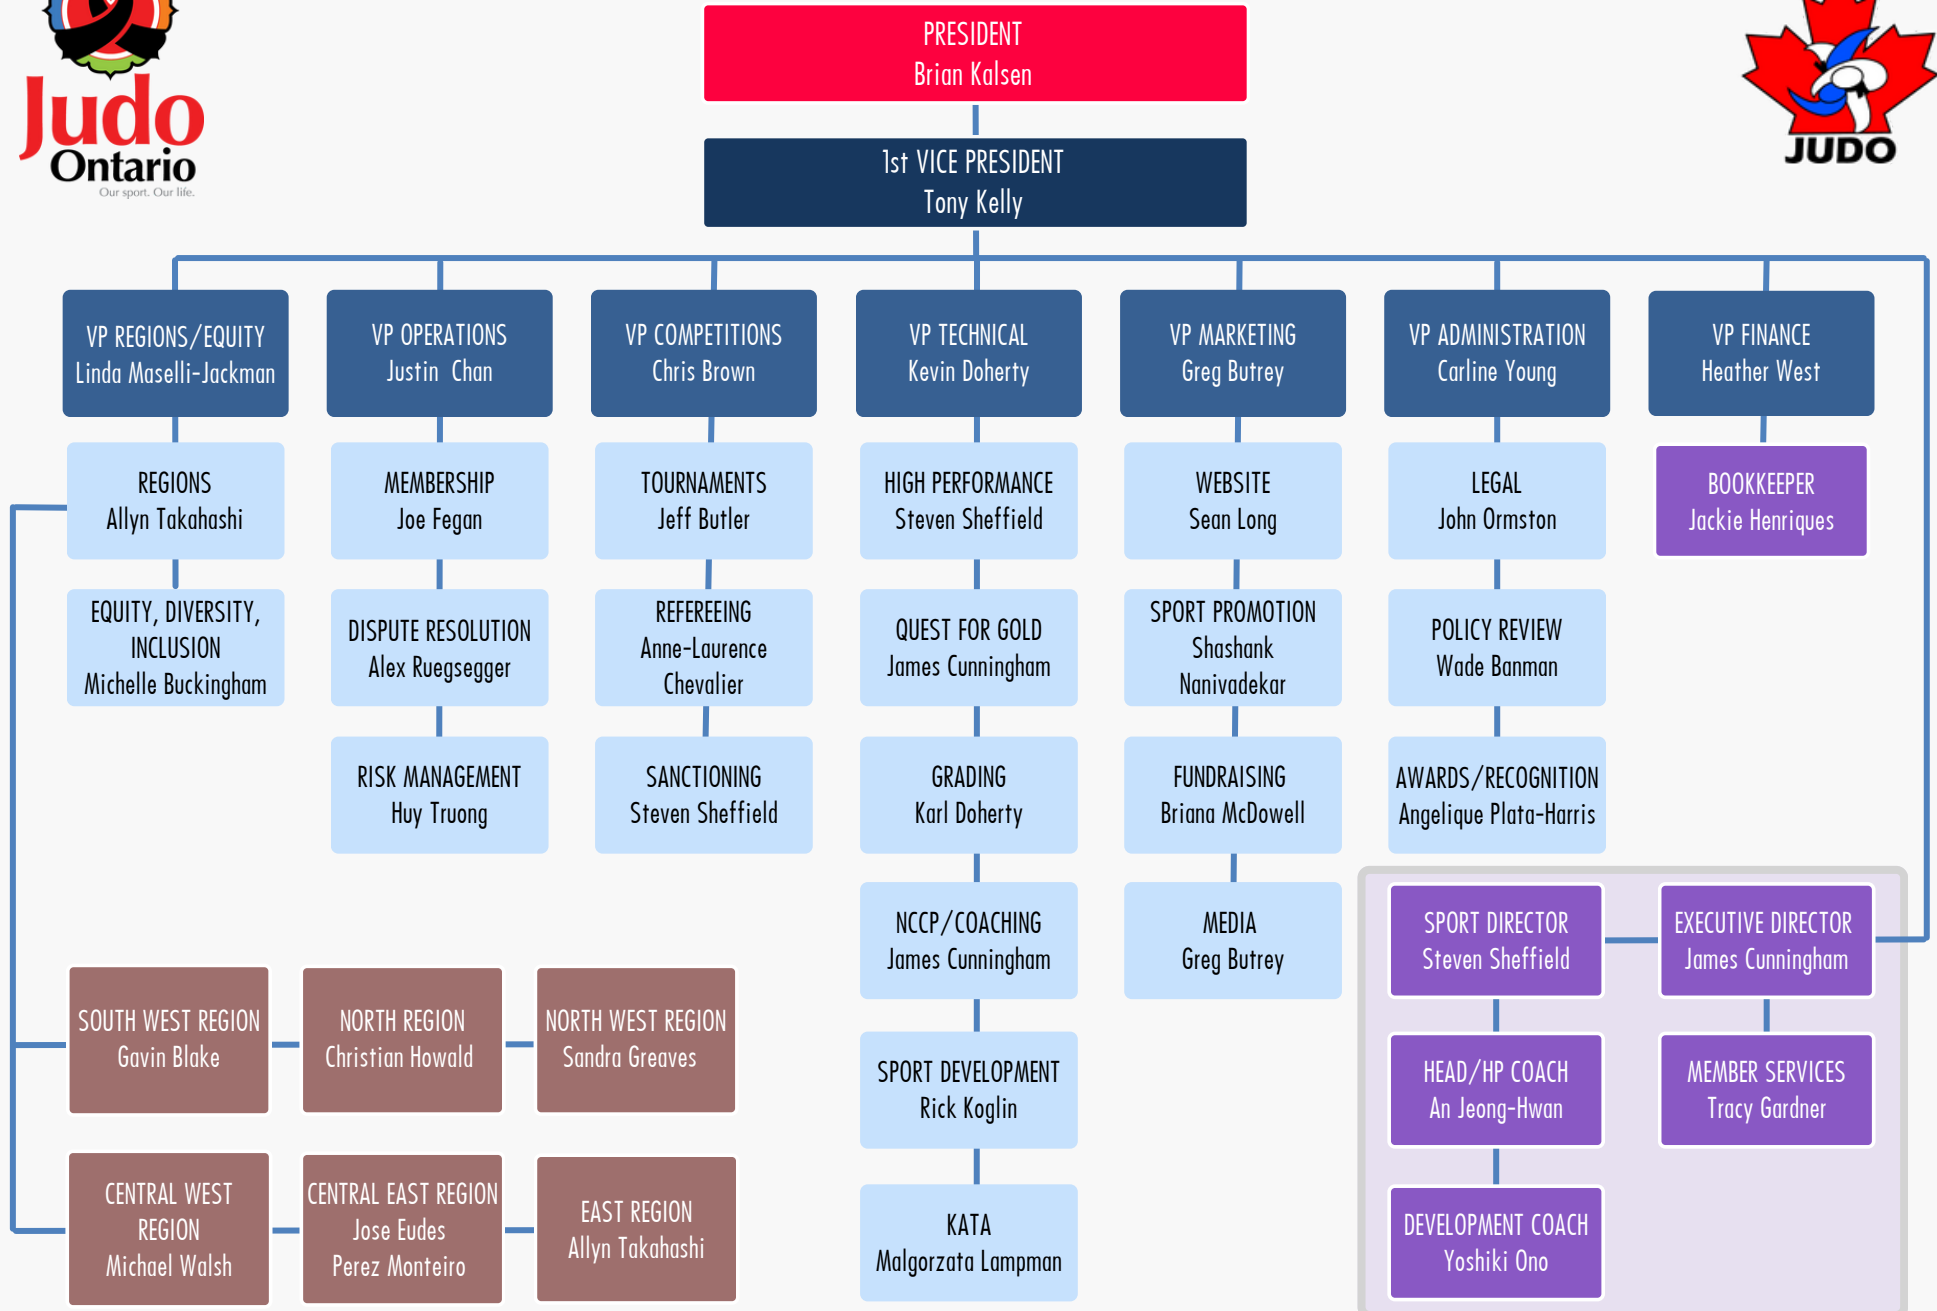 Judo
Ontario
Our sport. Our life.
JUDO
PRESIDENT
Brian Kalsen
1st VICE PRESIDENT
Tony Kelly
VP REGIONS/EQUITY
Linda Maselli-Jackman
VP OPERATIONS
Justin Chan
VP COMPETITIONS
Chris Brown
VP TECHNICAL
Kevin Doherty
VP MARKETING
Greg Butrey
VP ADMINISTRATION
Carline Young
VP FINANCE
Heather West
REGIONS
Allyn Takahashi
MEMBERSHIP
Joe Fegan
TOURNAMENTS
Jeff Butler
HIGH PERFORMANCE
Steven Sheffield
WEBSITE
Sean Long
LEGAL
John Ormston
BOOKKEEPER
Jackie Henriques
EQUITY, DIVERSITY,
INCLUSION
Michelle Buckingham
DISPUTE RESOLUTION
Alex Ruegsegger
REFEREEING
Anne-Laurence
Chevalier
QUEST FOR GOLD
James Cunningham
SPORT PROMOTION
Shashank
Nanivadekar
POLICY REVIEW
Wade Banman
RISK MANAGEMENT
Huy Truong
SANCTIONING
Steven Sheffield
GRADING
Karl Doherty
FUNDRAISING
Briana McDowell
AWARDS/RECOGNITION
Angelique Plata-Harris
NCCP/COACHING
James Cunningham
MEDIA
Greg Butrey
SPORT DIRECTOR
Steven Sheffield
EXECUTIVE DIRECTOR
James Cunningham
SOUTH WEST REGION
Gavin Blake
NORTH REGION
Christian Howald
NORTH WEST REGION
Sandra Greaves
SPORT DEVELOPMENT
Rick Koglin
HEAD/HP COACH
An Jeong-Hwan
MEMBER SERVICES
Tracy Gardner
CENTRAL WEST
REGION
Michael Walsh
CENTRAL EAST REGION
Jose Eudes
Perez Monteiro
EAST REGION
Allyn Takahashi
KATA
Malgorzata Lampman
DEVELOPMENT COACH
Yoshiki Ono